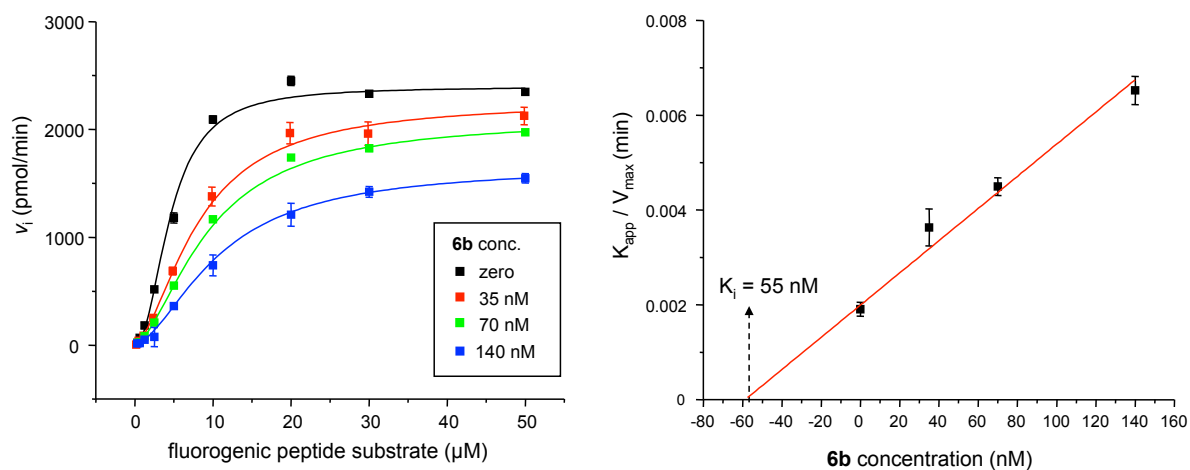 3000
2000
1000
0
v_i (pmol/min)
0 10 20 30 40 50
fluorogenic peptide substrate (µM)
6b conc.
zero
35 nM
70 nM
140 nM
0.008
0.006
0.004
0.002
0
K_app / V_max (min)
K_i = 55 nM
-80 -60 -40 -20 0 20 40 60 80 100 120 140 160
6b concentration (nM)